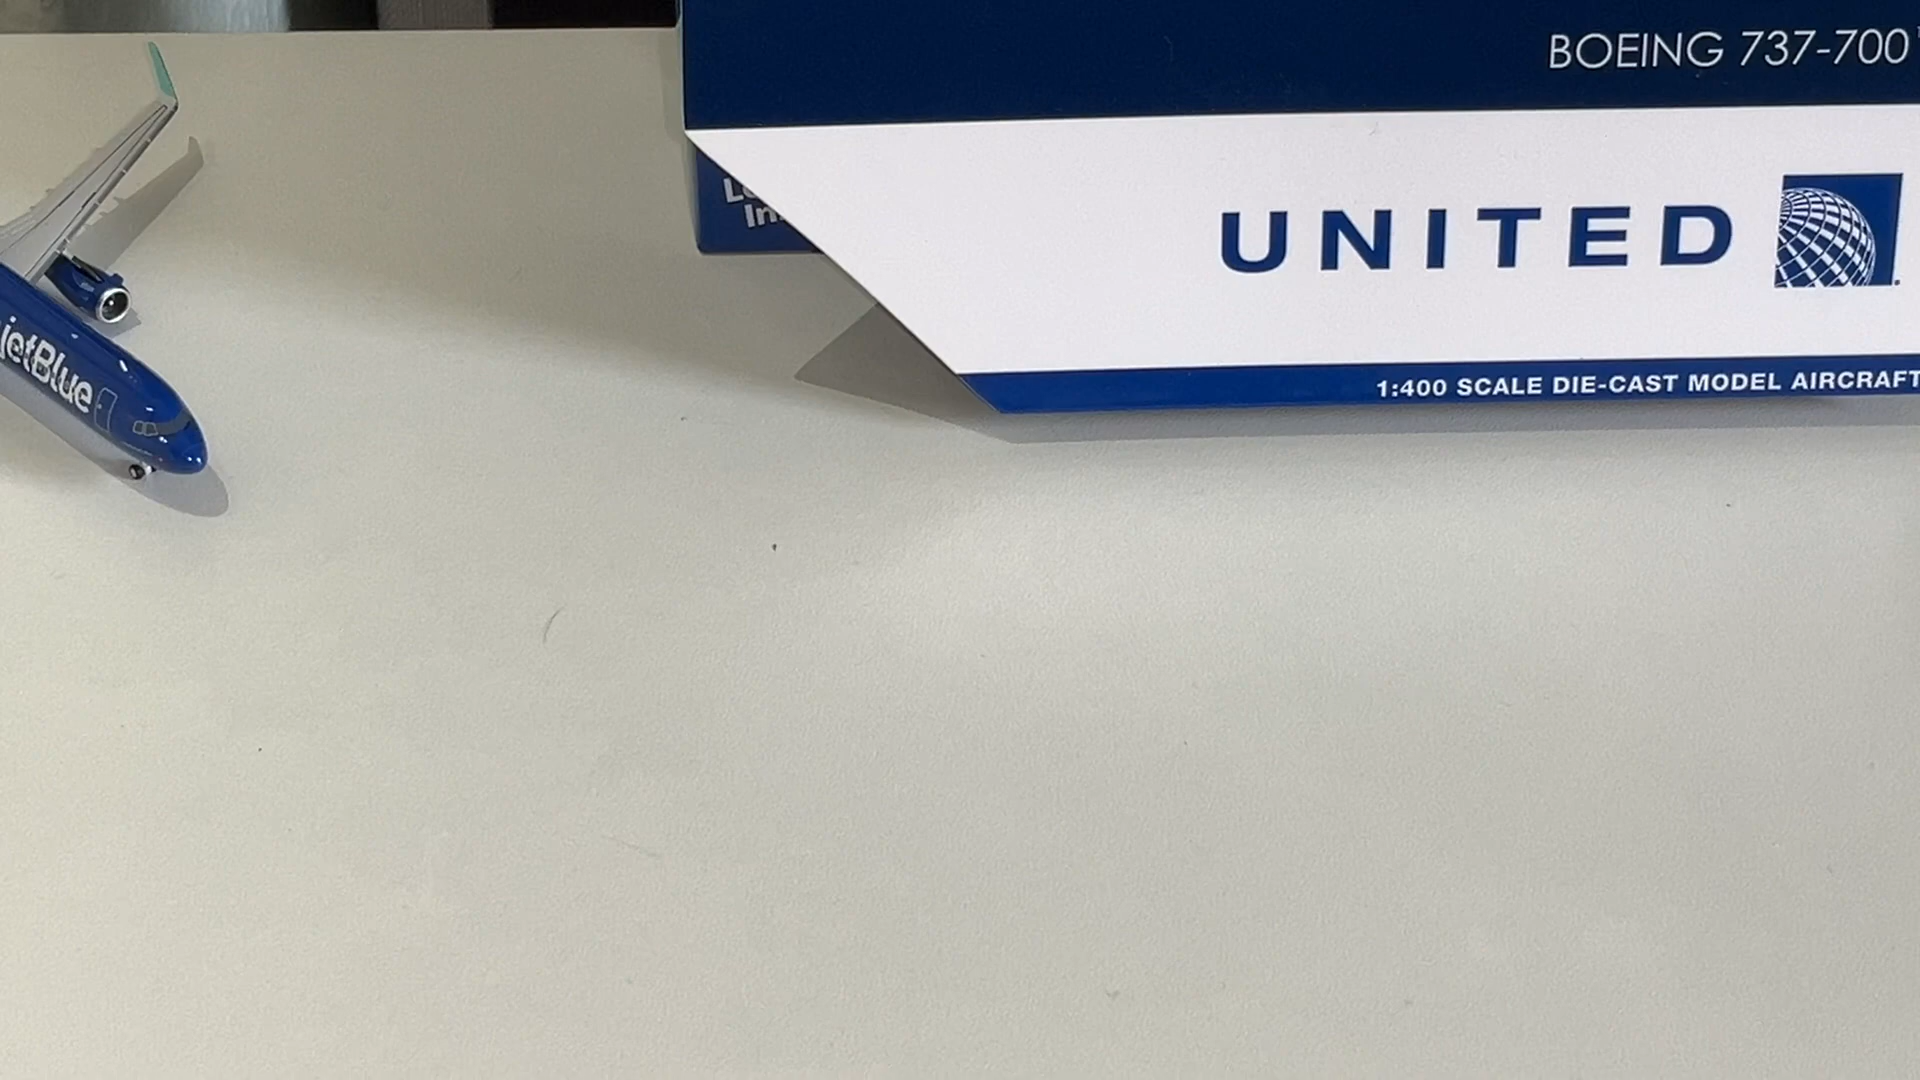 BOEING 737-700
UNITED
1:400 SCALE DIE-CAST MODEL AIRCRAFT
jetBlue